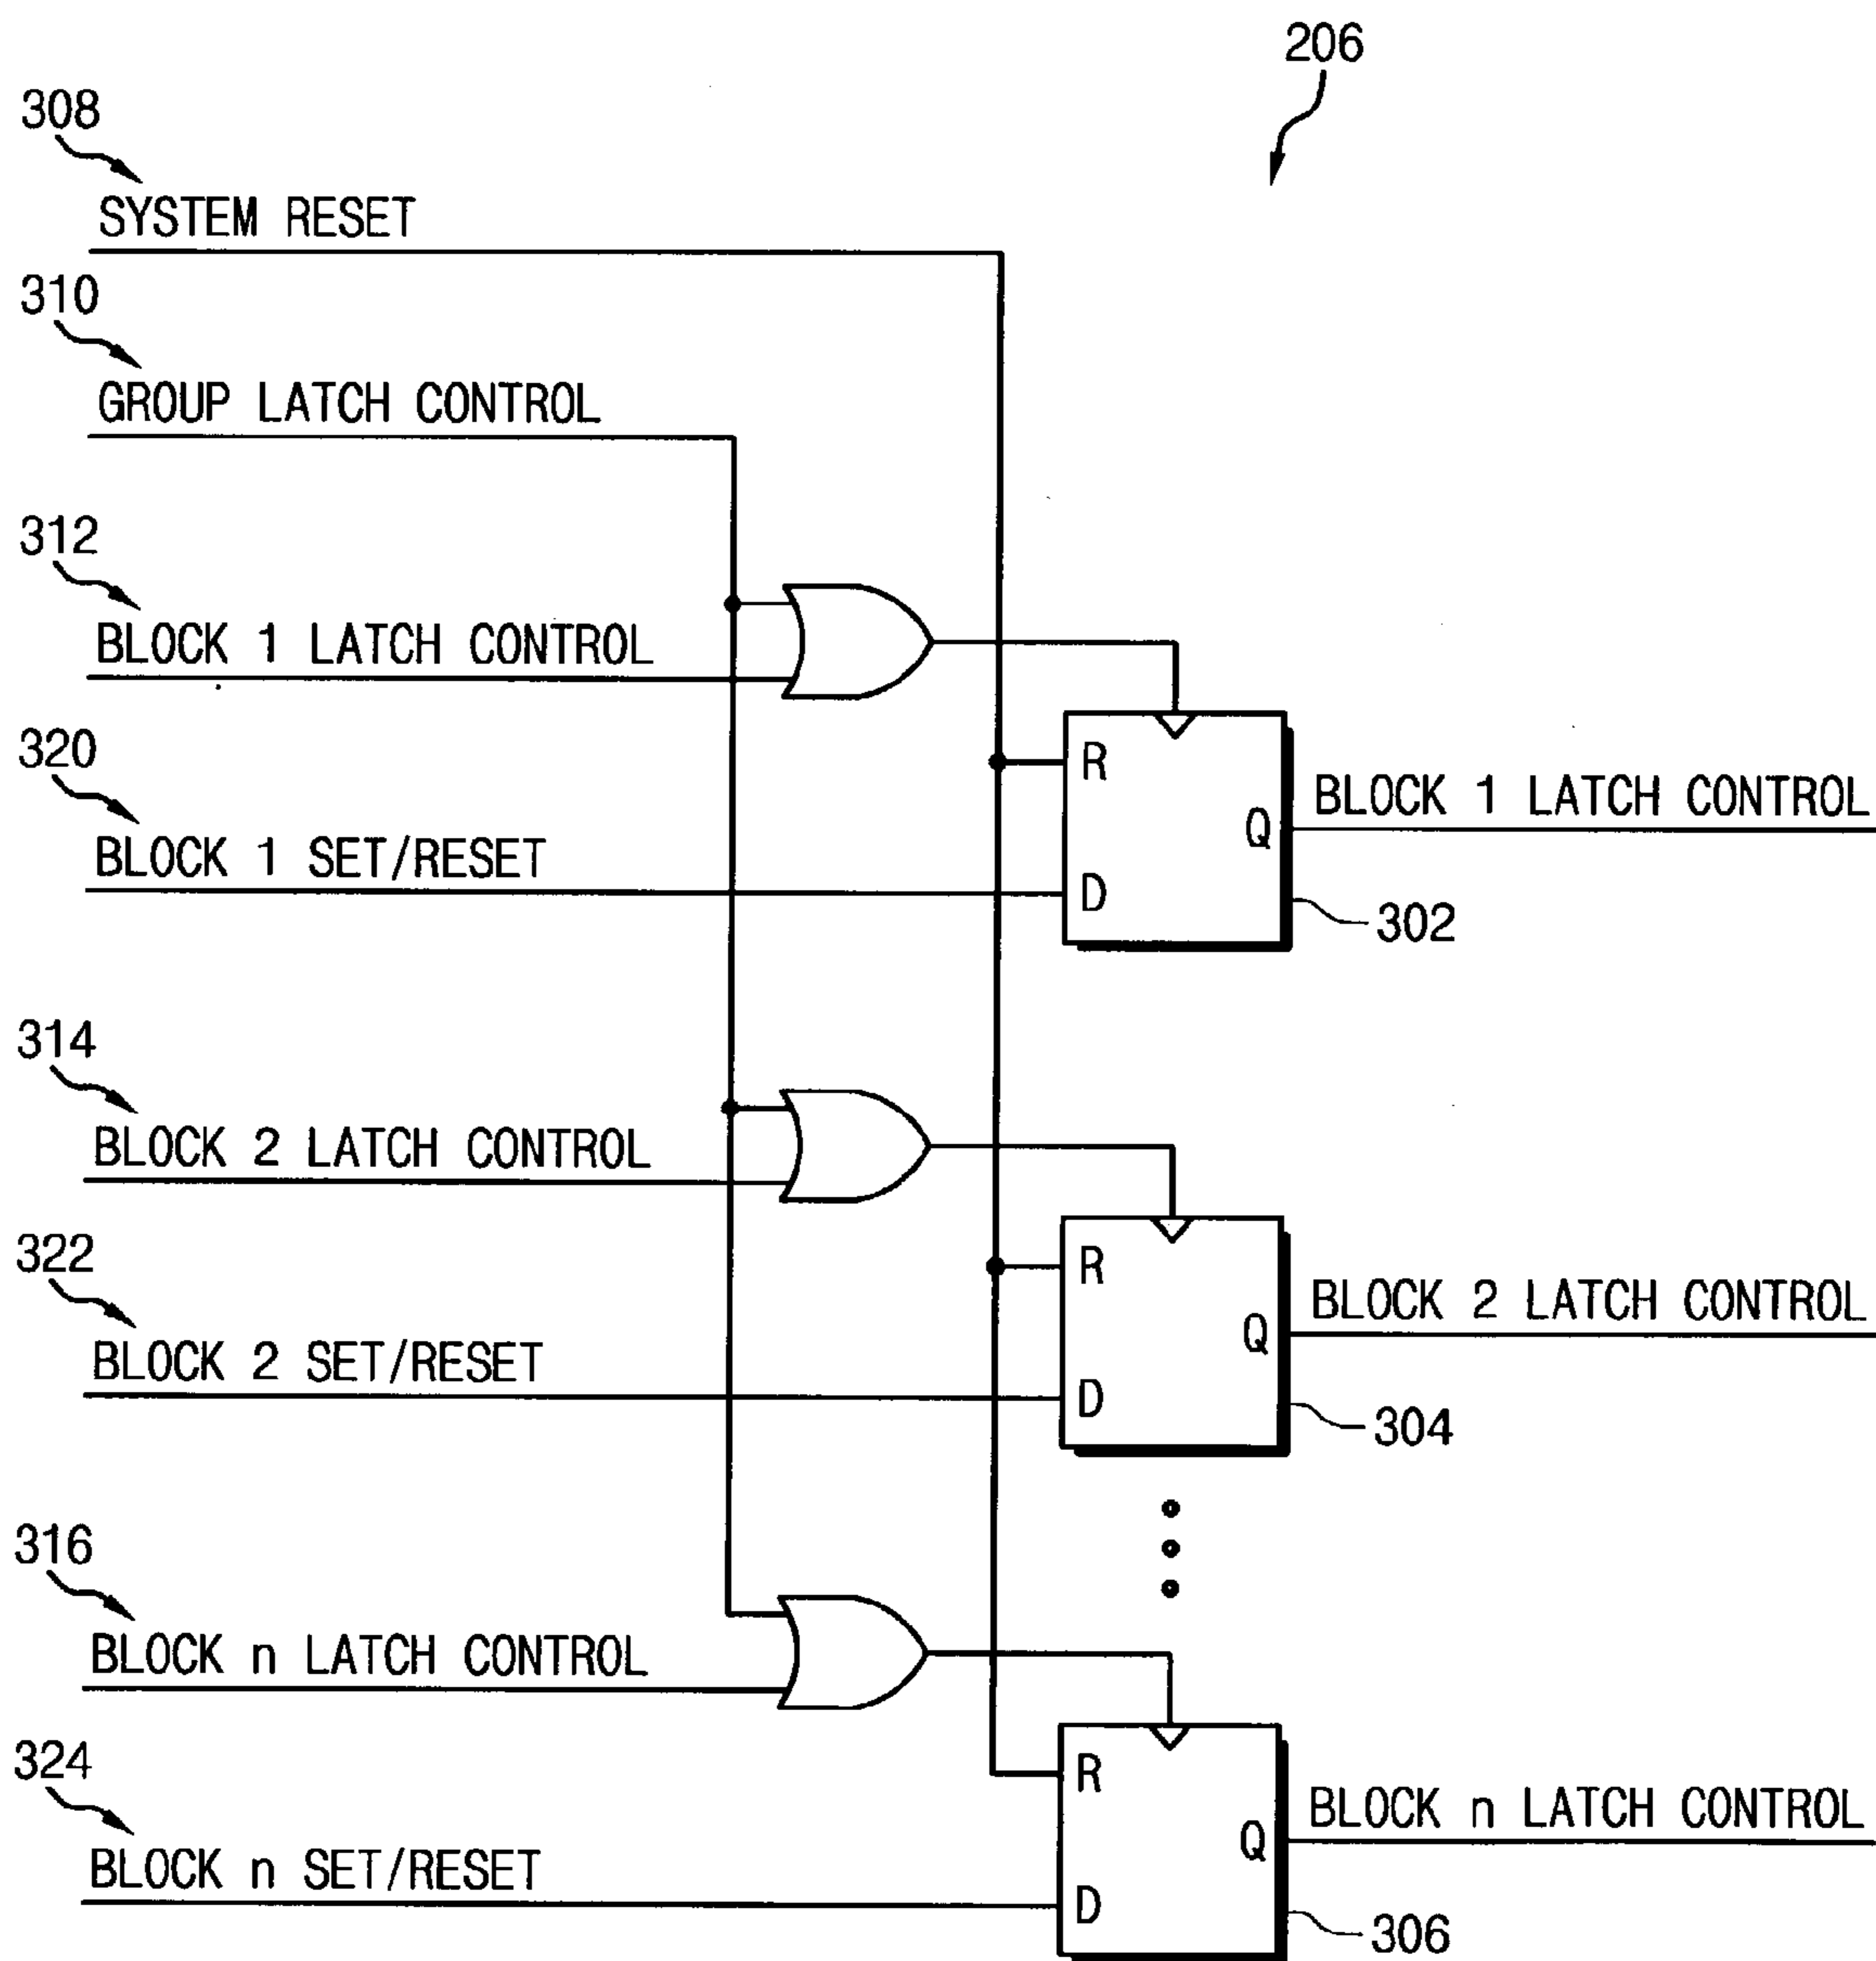 206
308
SYSTEM RESET
310
GROUP LATCH CONTROL
312
BLOCK 1 LATCH CONTROL
320
BLOCK 1 SET/RESET
R
D
Q
BLOCK 1 LATCH CONTROL
302
314
BLOCK 2 LATCH CONTROL
322
BLOCK 2 SET/RESET
R
D
Q
BLOCK 2 LATCH CONTROL
304
316
BLOCK n LATCH CONTROL
324
BLOCK n SET/RESET
R
D
Q
BLOCK n LATCH CONTROL
306